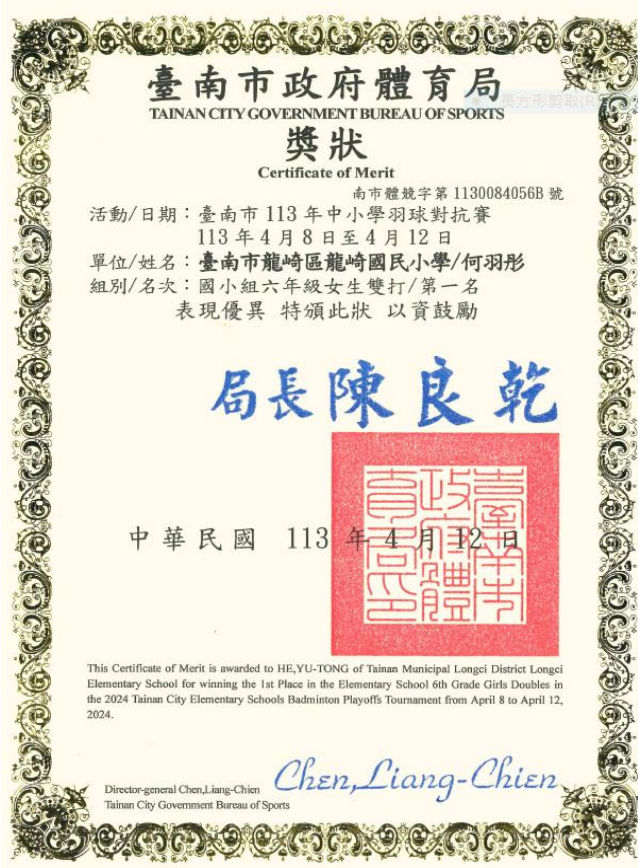 臺南市政府體育局
TAINAN CITY GOVERNMENT BUREAU OF SPORTS
獎狀
Certificate of Merit
南市體競字第 1130084056B 號
活動/日期：臺南市 113 年中小學羽球對抗賽
113 年 4 月 8 日至 4 月 12 日
單位/姓名：臺南市龍崎區龍崎國民小學/何羽彤
組別/名次：國小組六年級女生雙打/第一名
表現優異 特頒此狀 以資鼓勵
局長陳良乾
臺南市政府體育局印
中華民國 113 年 4 月 12 日
This Certificate of Merit is awarded to HE,YU-TONG of Tainan Municipal Longci District Longci
Elementary School for winning the 1st Place in the Elementary School 6th Grade Girls Doubles in
the 2024 Tainan City Elementary Schools Badminton Playoffs Tournament from April 8 to April 12,
2024.
Chen,Liang-Chien
Director-general Chen,Liang-Chien
Tainan City Government Bureau of Sports